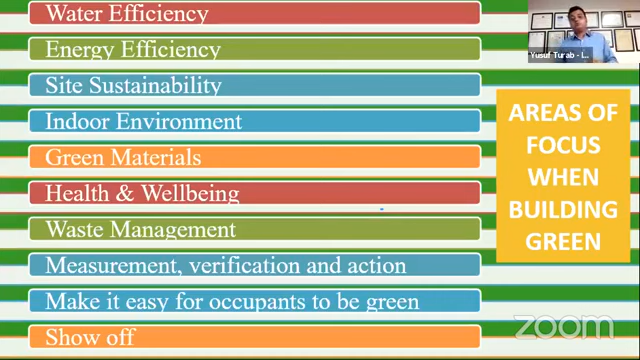 Water Efficiency
Energy Efficiency
Site Sustainability
Indoor Environment
Green Materials
Health & Wellbeing
Waste Management
Measurement, verification and action
Make it easy for occupants to be green
Show off
Yusuf Turab - L...
AREAS OF
FOCUS
WHEN
BUILDING
GREEN
zoom